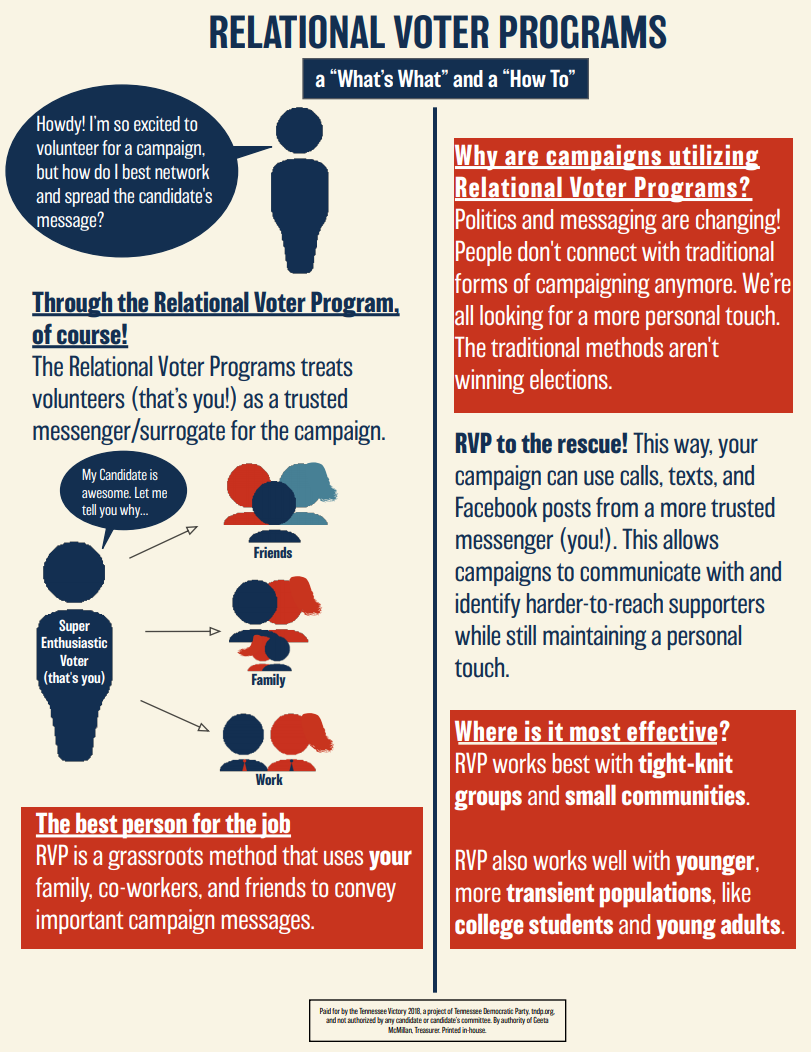 RELATIONAL VOTER PROGRAMS
a “What’s What” and a “How To”
Howdy! I'm so excited to
volunteer for a campaign,
but how do I best network
and spread the candidate's
message?
Through the Relational Voter Program,
of course!
The Relational Voter Programs treats
volunteers (that’s you!) as a trusted
messenger/surrogate for the campaign.
My Candidate is
awesome. Let me
tell you why...
Friends
Super
Enthusiastic
Voter
(that's you)
Family
Work
The best person for the job
RVP is a grassroots method that uses your
family, co-workers, and friends to convey
important campaign messages.
Why are campaigns utilizing
Relational Voter Programs?
Politics and messaging are changing!
People don't connect with traditional
forms of campaigning anymore. We’re
all looking for a more personal touch.
The traditional methods aren't
winning elections.
RVP to the rescue! This way, your
campaign can use calls, texts, and
Facebook posts from a more trusted
messenger (you!). This allows
campaigns to communicate with and
identify harder-to-reach supporters
while still maintaining a personal
touch.
Where is it most effective?
RVP works best with tight-knit
groups and small communities.
RVP also works well with younger,
more transient populations, like
college students and young adults.
Paid for by the Tennessee Victory 2018, a project of Tennessee Democratic Party, tndp.org,
and not authorized by any candidate or candidate's committee. By authority of Geeta
McMillan, Treasurer. Printed in-house.